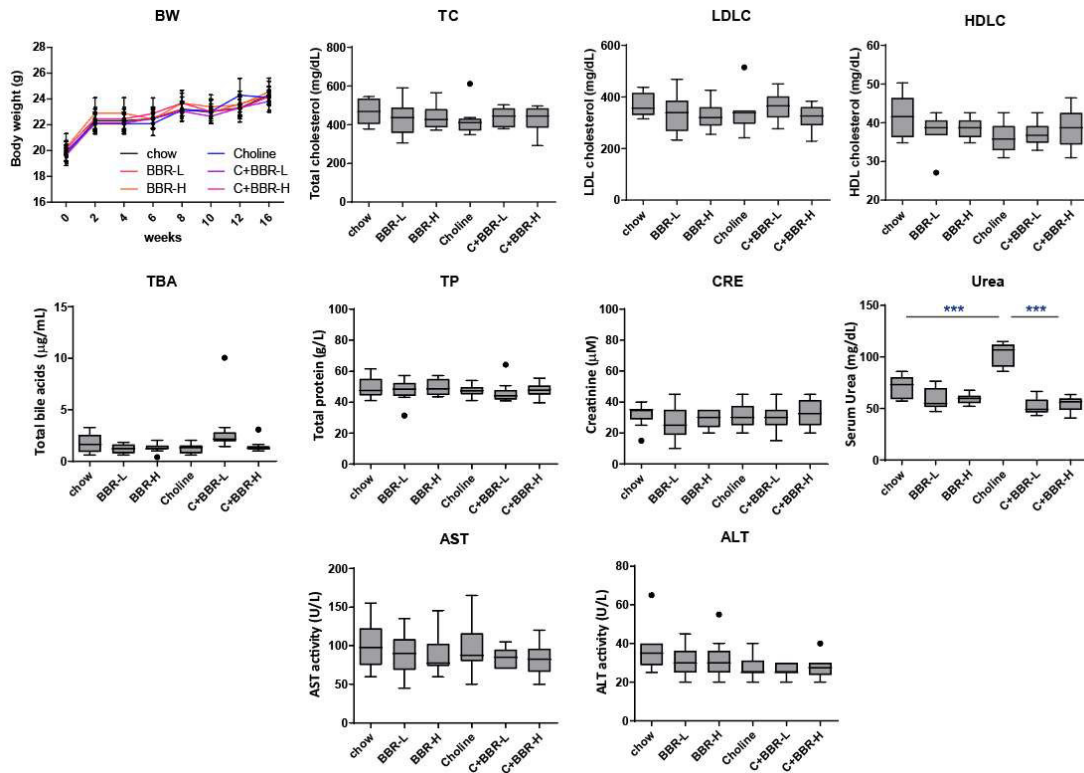 BW
Body weight (g)
28
26
24
22
20
18
16
chow
BBR-L
BBR-H
Choline
C+BBR-L
C+BBR-H
0
2
4
6
8
10
12
16
weeks
TC
Total cholesterol (mg/dL)
800
600
400
200
0
chow
BBR-L
BBR-H
Choline
C+BBR-L
C+BBR-H
LDLC
LDL cholesterol (mg/dL)
600
400
200
0
chow
BBR-L
BBR-H
Choline
C+BBR-L
C+BBR-H
HDLC
HDL cholesterol (mg/dL)
60
50
40
30
20
chow
BBR-L
BBR-H
Choline
C+BBR-L
C+BBR-H
TBA
Total bile acids (μg/mL)
15
10
5
0
chow
BBR-L
BBR-H
Choline
C+BBR-L
C+BBR-H
TP
Total protein (g/L)
100
80
60
40
20
0
chow
BBR-L
BBR-H
Choline
C+BBR-L
C+BBR-H
CRE
Creatinine (μM)
80
60
40
20
0
chow
BBR-L
BBR-H
Choline
C+BBR-L
C+BBR-H
Urea
Serum Urea (mg/dL)
150
100
50
0
*** ***
chow
BBR-L
BBR-H
Choline
C+BBR-L
C+BBR-H
AST
AST activity (U/L)
200
150
100
50
0
chow
BBR-L
BBR-H
Choline
C+BBR-L
C+BBR-H
ALT
ALT activity (U/L)
80
60
40
20
0
chow
BBR-L
BBR-H
Choline
C+BBR-L
C+BBR-H